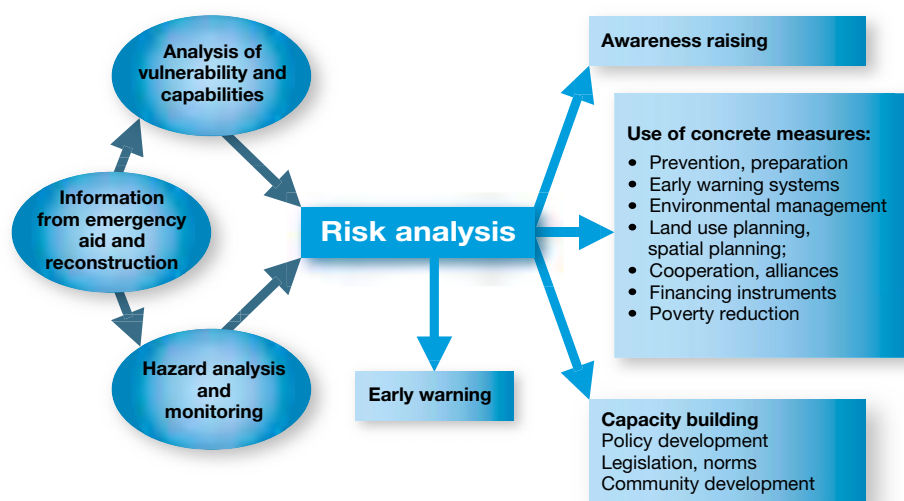 Analysis of
vulnerability and
capabilities
Information
from emergency
aid and
reconstruction
Hazard analysis
and
monitoring
Risk analysis
Early warning
Awareness raising
Use of concrete measures:
• Prevention, preparation
• Early warning systems
• Environmental management
• Land use planning,
spatial planning;
• Cooperation, alliances
• Financing instruments
• Poverty reduction
Capacity building
Policy development
Legislation, norms
Community development